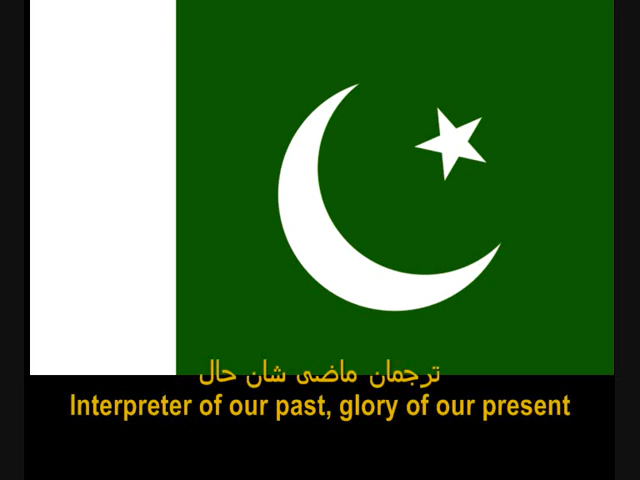 ترجمان ماضی شان حال
Interpreter of our past, glory of our present